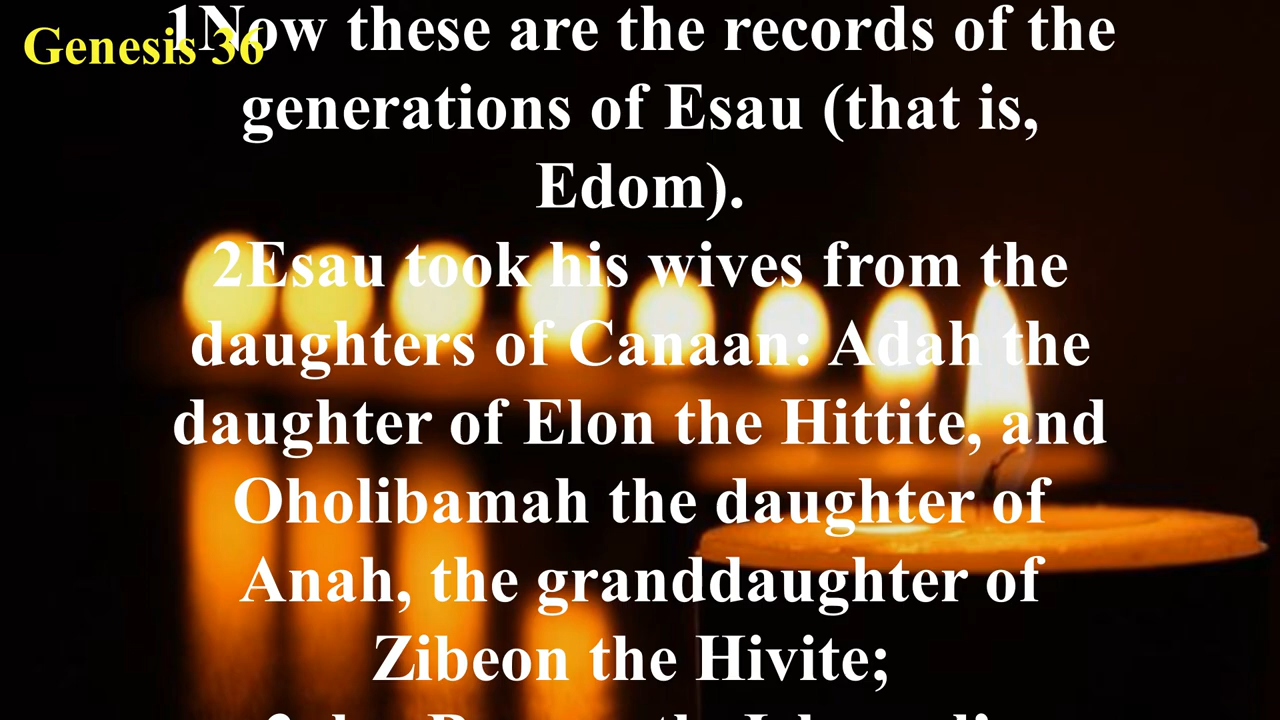 Genesis 36
1Now these are the records of the
generations of Esau (that is,
Edom).
2Esau took his wives from the
daughters of Canaan: Adah the
daughter of Elon the Hittite, and
Oholibamah the daughter of
Anah, the granddaughter of
Zibeon the Hivite;